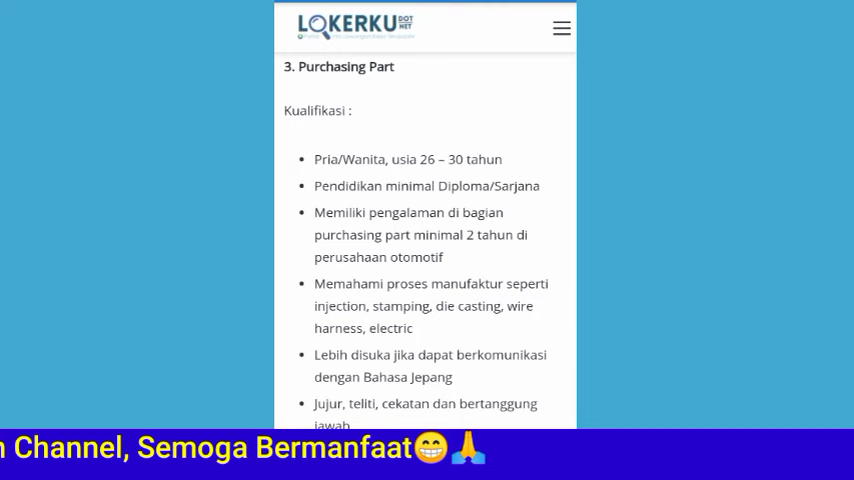 LOKERKU DOT NET
3. Purchasing Part
Kualifikasi :
• Pria/Wanita, usia 26 – 30 tahun
• Pendidikan minimal Diploma/Sarjana
• Memiliki pengalaman di bagian
purchasing part minimal 2 tahun di
perusahaan otomotif
• Memahami proses manufaktur seperti
injection, stamping, die casting, wire
harness, electric
• Lebih disuka jika dapat berkomunikasi
dengan Bahasa Jepang
• Jujur, teliti, cekatan dan bertanggung
jawab
Channel, Semoga Bermanfaat😁🙏